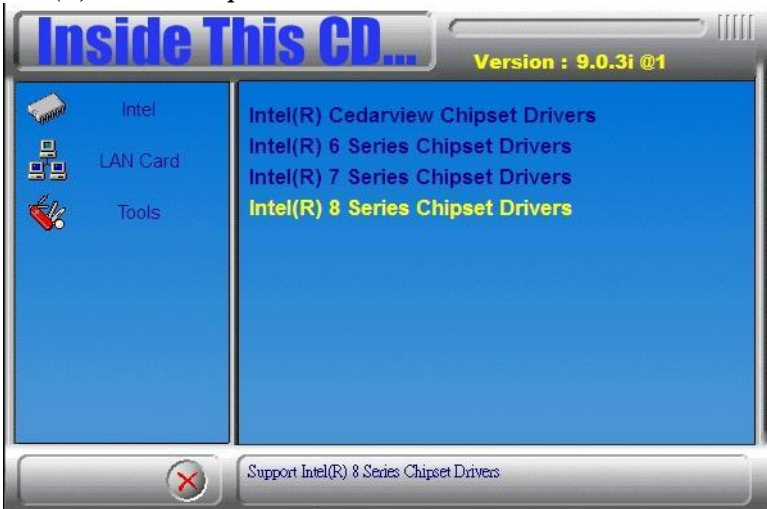 Inside This CD...
Version : 9.0.3i @1
Intel
LAN Card
Tools
Intel(R) Cedarview Chipset Drivers
Intel(R) 6 Series Chipset Drivers
Intel(R) 7 Series Chipset Drivers
Intel(R) 8 Series Chipset Drivers
Support Intel(R) 8 Series Chipset Drivers